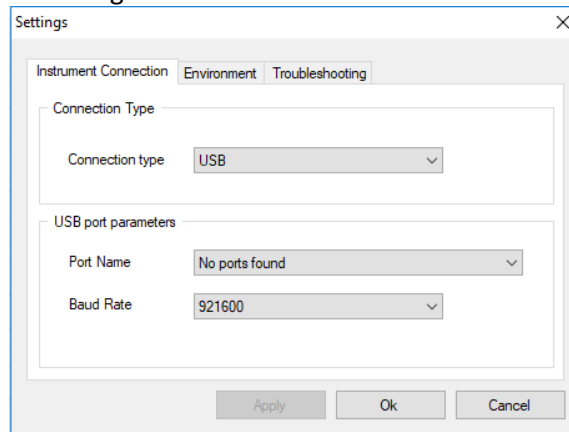 Settings
Instrument Connection Environment Troubleshooting
Connection Type
Connection type USB
USB port parameters
Port Name No ports found
Baud Rate 921600
Apply Ok Cancel